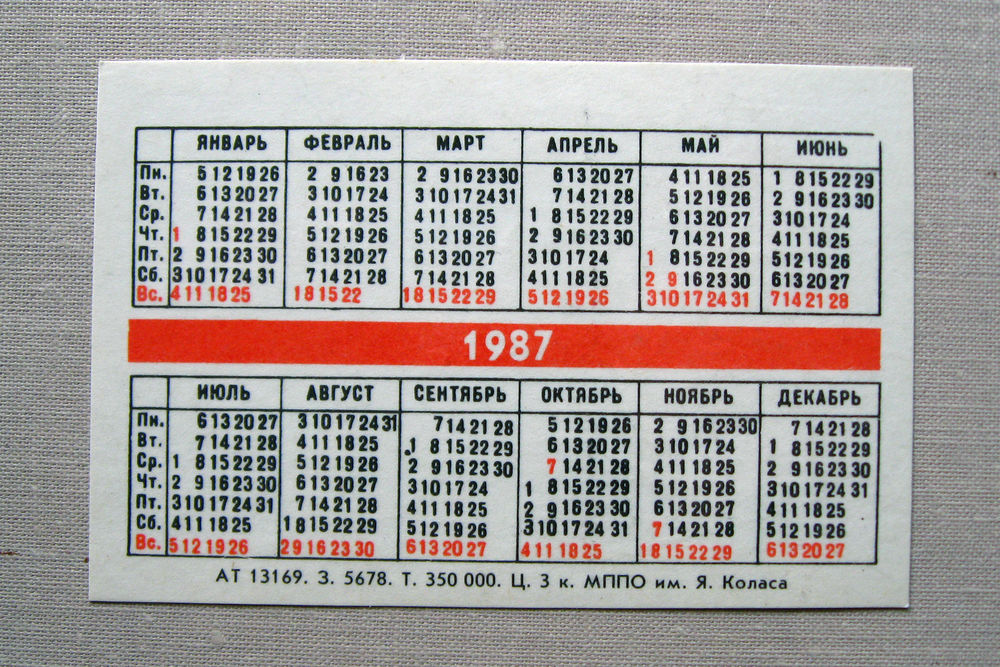 ЯНВАРЬ ФЕВРАЛЬ МАРТ АПРЕЛЬ МАЙ ИЮНЬ
Пн. 5 12 19 26 2 9 16 23 2 9 16 23 30 6 13 20 27 4 11 18 25 1 8 15 22 29
Вт. 6 13 20 27 3 10 17 24 3 10 17 24 31 7 14 21 28 5 12 19 26 2 9 16 23 30
Ср. 7 14 21 28 4 11 18 25 4 11 18 25 1 8 15 22 29 6 13 20 27 3 10 17 24
Чт. 1 8 15 22 29 5 12 19 26 5 12 19 26 2 9 16 23 30 7 14 21 28 4 11 18 25
Пт. 2 9 16 23 30 6 13 20 27 6 13 20 27 3 10 17 24 1 8 15 22 29 5 12 19 26
Сб. 3 10 17 24 31 7 14 21 28 7 14 21 28 4 11 18 25 2 9 16 23 30 6 13 20 27
Вс. 4 11 18 25 1 8 15 22 1 8 15 22 29 5 12 19 26 3 10 17 24 31 7 14 21 28
1987
ИЮЛЬ АВГУСТ СЕНТЯБРЬ ОКТЯБРЬ НОЯБРЬ ДЕКАБРЬ
Пн. 6 13 20 27 3 10 17 24 31 7 14 21 28 5 12 19 26 2 9 16 23 30 7 14 21 28
Вт. 7 14 21 28 4 11 18 25 1 8 15 22 29 6 13 20 27 3 10 17 24 1 8 15 22 29
Ср. 1 8 15 22 29 5 12 19 26 2 9 16 23 30 7 14 21 28 4 11 18 25 2 9 16 23 30
Чт. 2 9 16 23 30 6 13 20 27 3 10 17 24 1 8 15 22 29 5 12 19 26 3 10 17 24 31
Пт. 3 10 17 24 31 7 14 21 28 4 11 18 25 2 9 16 23 30 6 13 20 27 4 11 18 25
Сб. 4 11 18 25 1 8 15 22 29 5 12 19 26 3 10 17 24 31 7 14 21 28 5 12 19 26
Вс. 5 12 19 26 2 9 16 23 30 6 13 20 27 4 11 18 25 1 8 15 22 29 6 13 20 27
АТ 13169. З. 5678. Т. 350 000. Ц. 3 к. МППО им. Я. Коласа